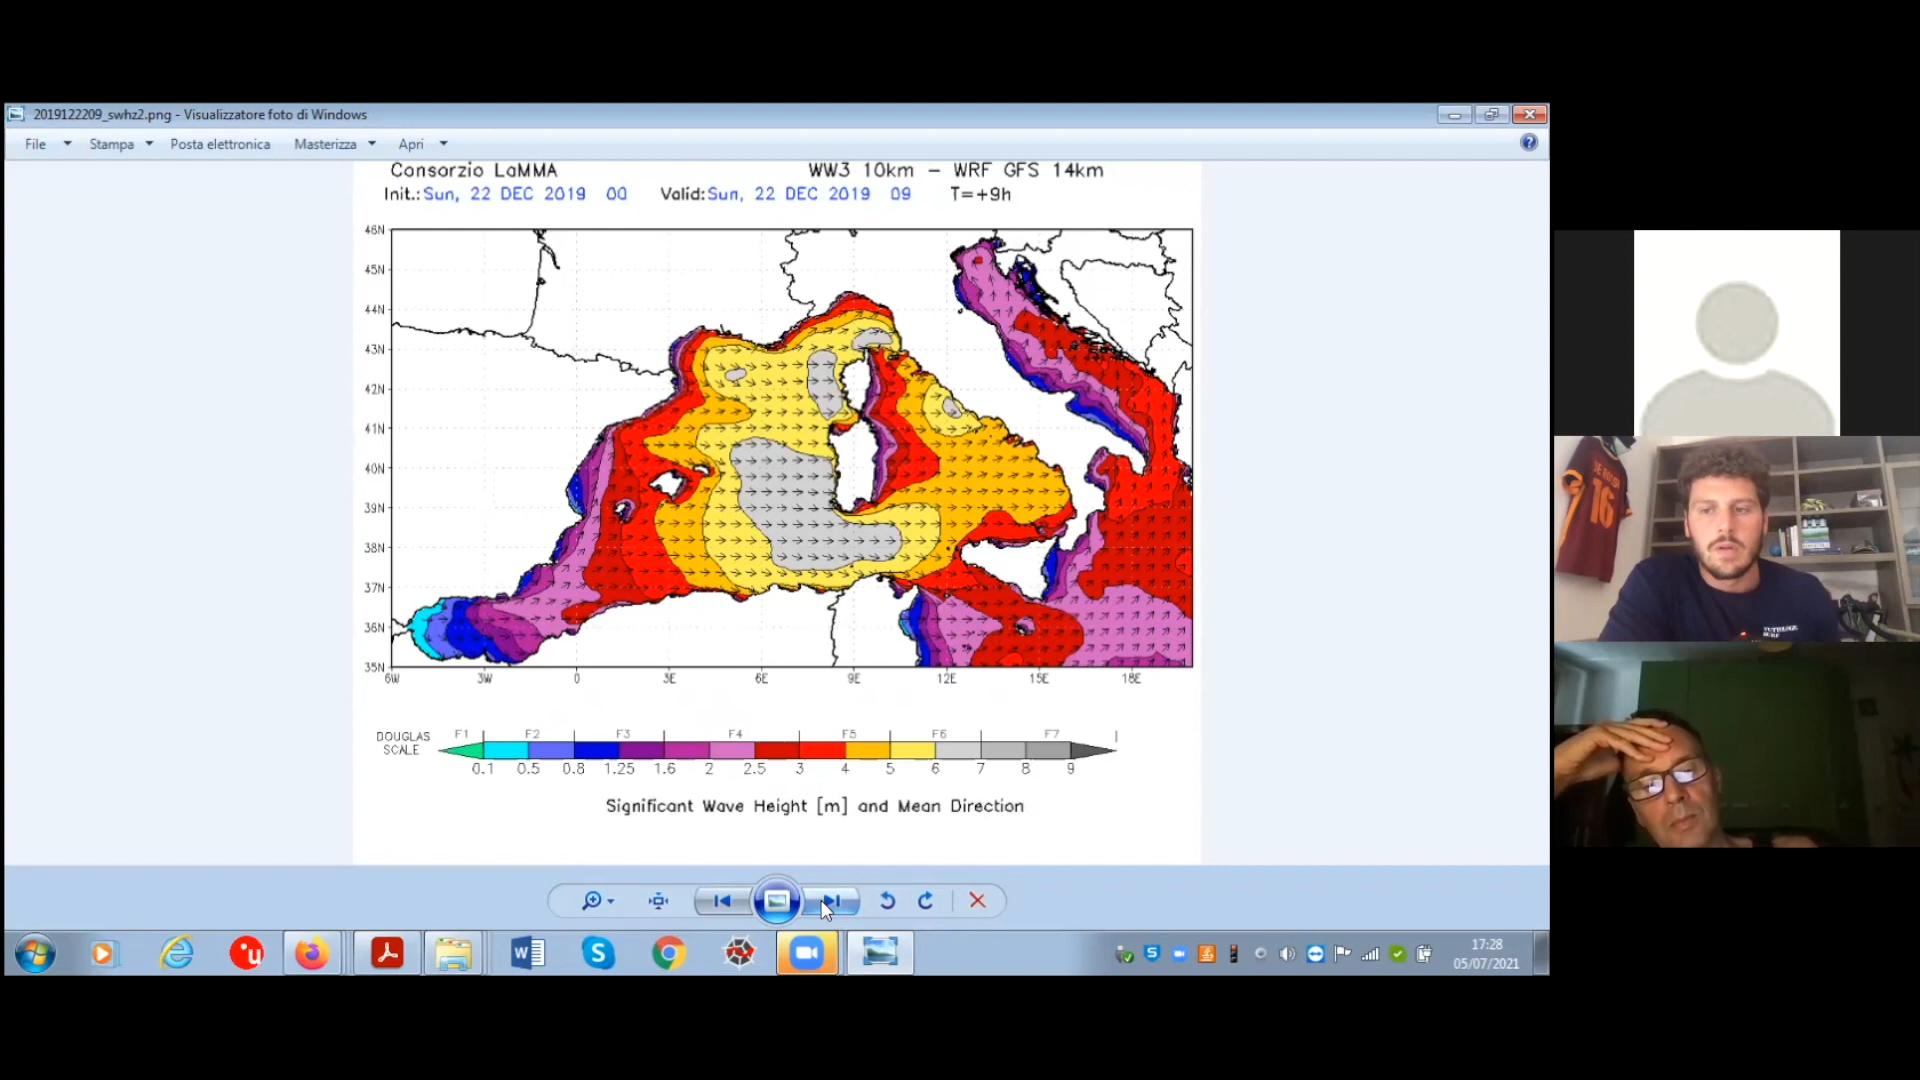 2019122209_swhz2.png - Visualizzatore foto di Windows
File Stampa Posta elettronica Masterizza Apri
Consorzio LaMMA WW3 10km – WRF GFS 14km
Init.: Sun, 22 DEC 2019 00 Valid: Sun, 22 DEC 2019 09 T=+9h
46N
45N
44N
43N
42N
41N
40N
39N
38N
37N
36N
35N
6W 3W 0 3E 6E 9E 12E 15E 18E
DOUGLAS SCALE
F1 F2 F3 F4 F5 F6 F7
0.1 0.5 0.8 1.25 1.6 2 2.5 3 4 5 6 7 8 9
Significant Wave Height [m] and Mean Direction
16
17:28
05/07/2021